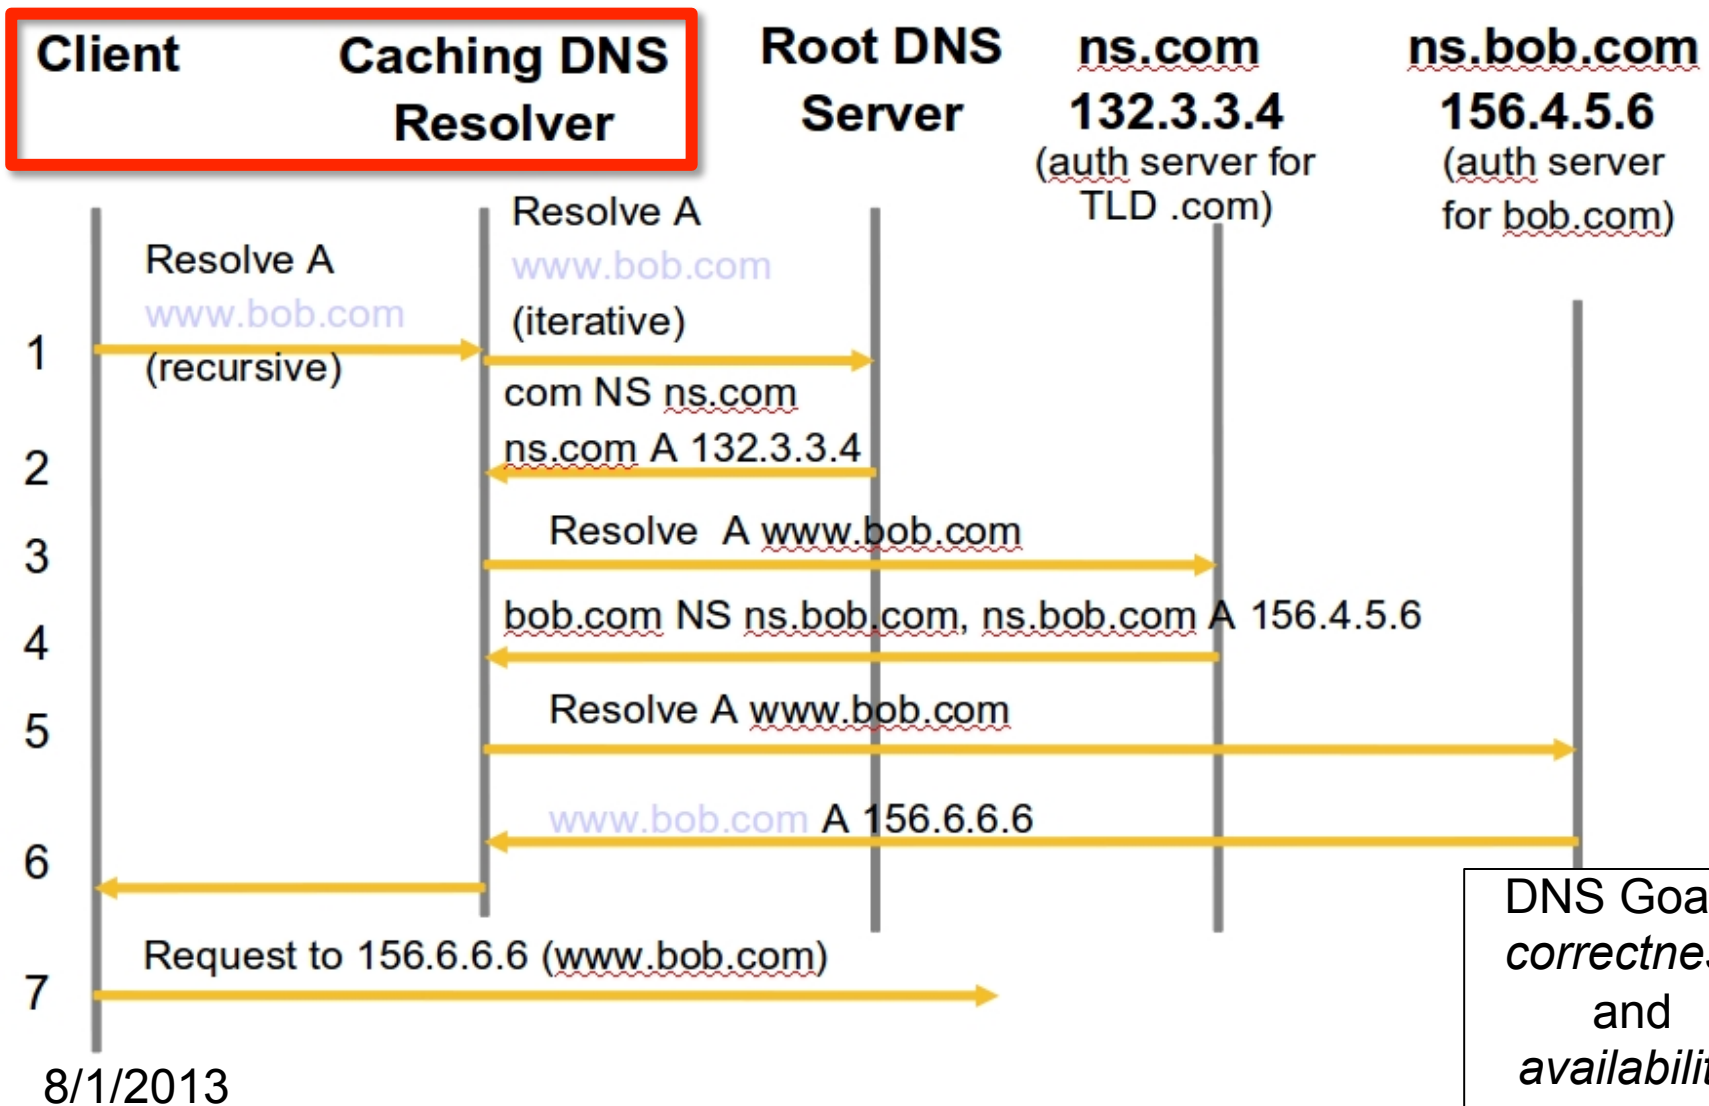 Client
Caching DNS
Resolver
Root DNS
Server
ns.com
132.3.3.4
(auth server for
TLD .com)
ns.bob.com
156.4.5.6
(auth server
for bob.com)
1
Resolve A
www.bob.com
(recursive)
Resolve A
www.bob.com
(iterative)
2
com NS ns.com
ns.com A 132.3.3.4
3
Resolve A www.bob.com
4
bob.com NS ns.bob.com, ns.bob.com A 156.4.5.6
5
Resolve A www.bob.com
6
www.bob.com A 156.6.6.6
7
Request to 156.6.6.6 (www.bob.com)
8/1/2013
DNS Goa
correctnes
and
availabilit